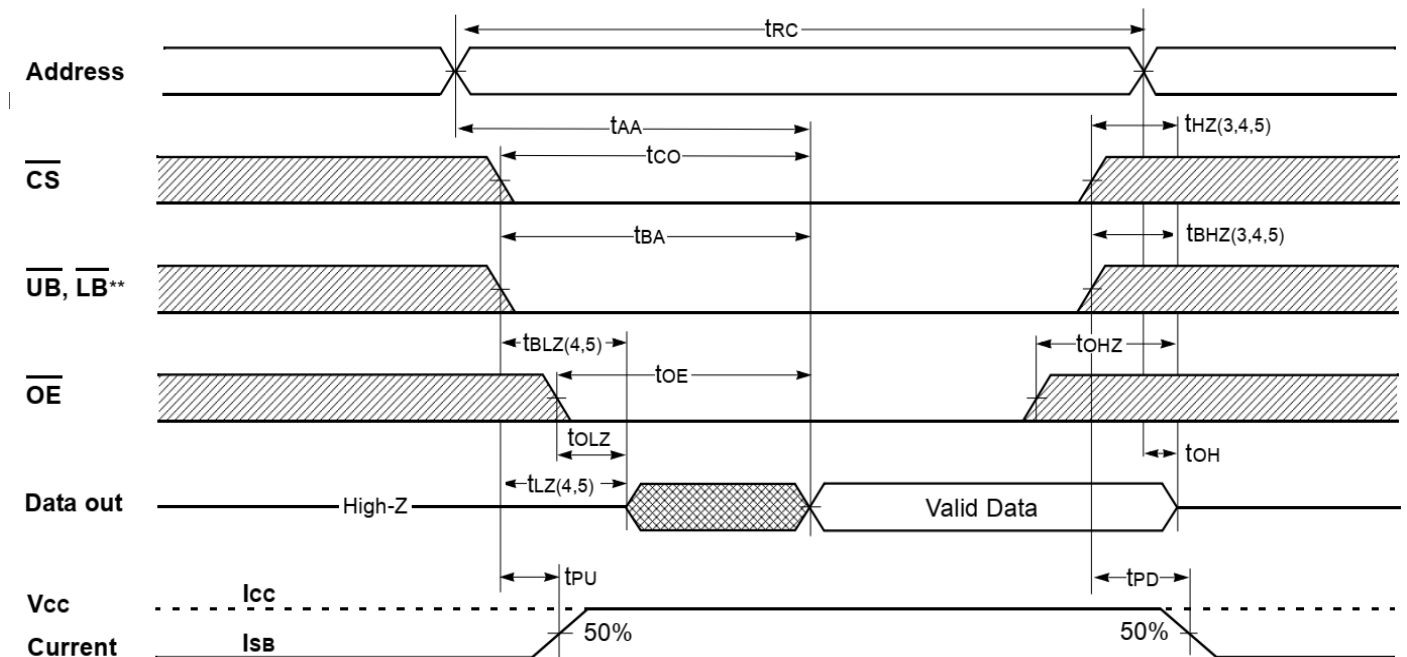 tRC
Address
tAA
tHZ(3,4,5)
tCO
CS
tBA
tBHZ(3,4,5)
UB, LB**
tBLZ(4,5)
tOHZ
tOE
OE
tOLZ
tOH
tLZ(4,5)
Data out
High-Z
Valid Data
tPU
tPD
Vcc
Icc
50%
50%
Current
ISB